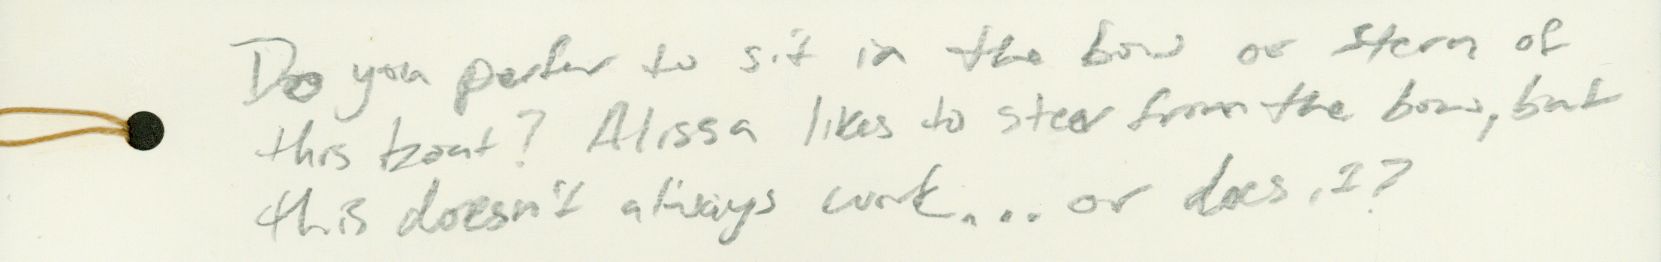 Do you perfer to sit in the bow or stern of
this boat? Alissa likes to steer from the bow, but
this doesn't always work.... or does it?